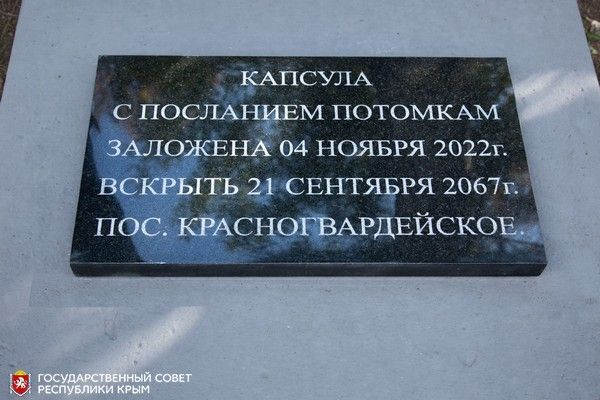 КАПСУЛА
С ПОСЛАНИЕМ ПОТОМКАМ
ЗАЛОЖЕНА 04 НОЯБРЯ 2022г.
ВСКРЫТЬ 21 СЕНТЯБРЯ 2067г.
ПОС. КРАСНОГВАРДЕЙСКОЕ.
ГОСУДАРСТВЕННЫЙ СОВЕТ
РЕСПУБЛИКИ КРЫМ